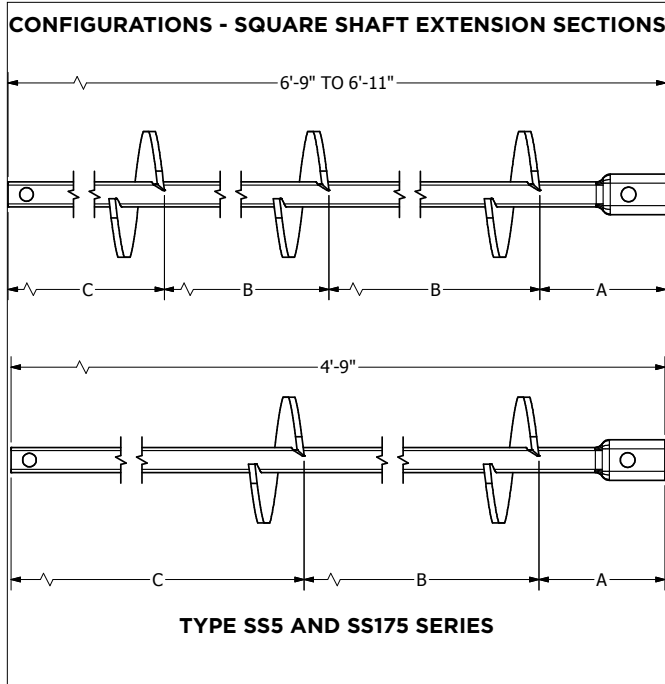 CONFIGURATIONS - SQUARE SHAFT EXTENSION SECTIONS
6'-9" TO 6'-11"
C B B A
4'-9"
C B A
TYPE SS5 AND SS175 SERIES